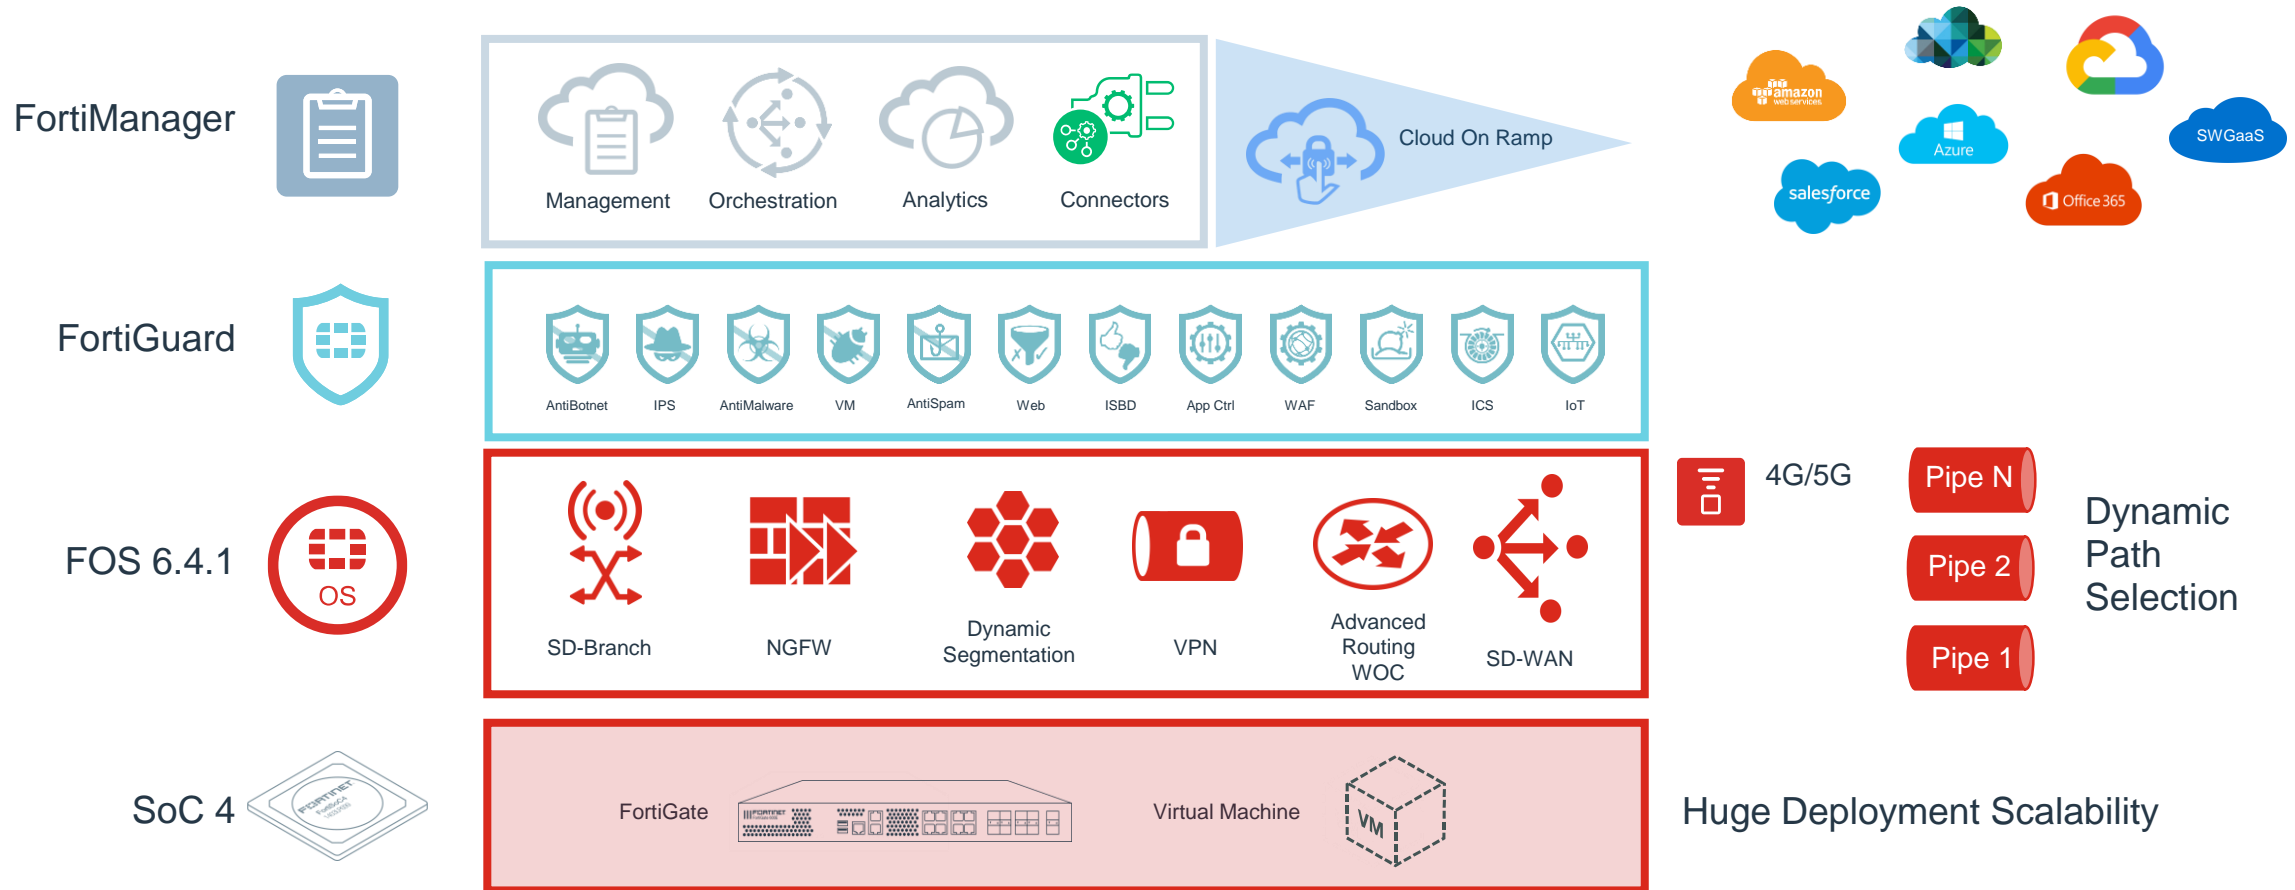 FortiManager
Management
Orchestration
Analytics
Connectors
Cloud On Ramp
amazon
web services
Azure
SWGaaS
salesforce
Office 365
FortiGuard
AntiBotnet
IPS
AntiMalware
VM
AntiSpam
Web
ISBD
App Ctrl
WAF
Sandbox
ICS
IoT
FOS 6.4.1
OS
SD-Branch
NGFW
Dynamic
Segmentation
VPN
Advanced
Routing
WOC
SD-WAN
4G/5G
Pipe N
Pipe 2
Pipe 1
Dynamic
Path
Selection
SoC 4
FORTINET
FortiSoC4
FortiGate
FORTINET
Virtual Machine
VM
Huge Deployment Scalability